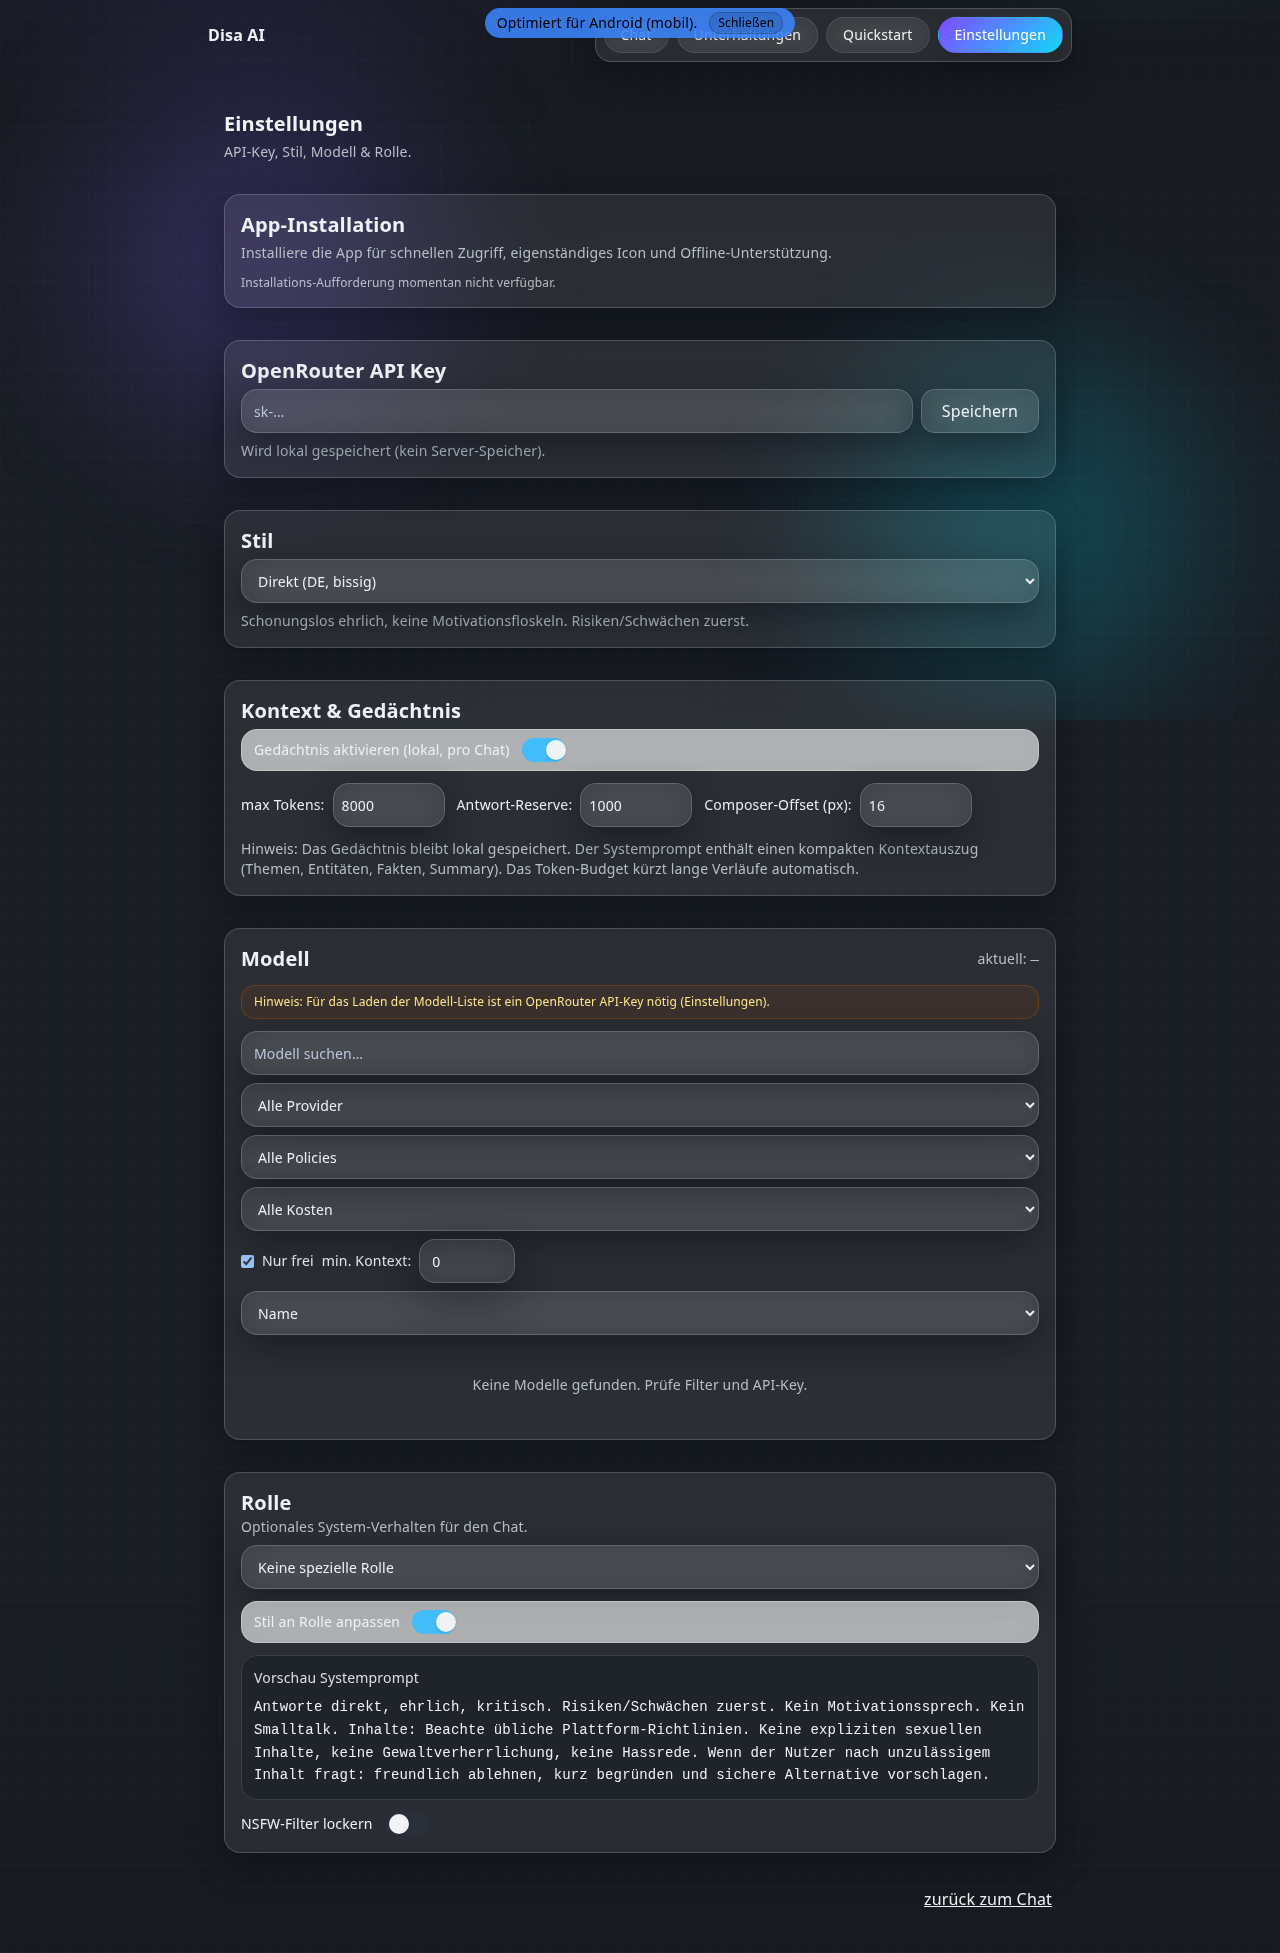 Disa AI
Optimiert für Android (mobil). Schließen
Chat Unterhaltungen Quickstart Einstellungen
Einstellungen
API-Key, Stil, Modell & Rolle.
App-Installation
Installiere die App für schnellen Zugriff, eigenständiges Icon und Offline-Unterstützung.
Installations-Aufforderung momentan nicht verfügbar.
OpenRouter API Key
sk-…
Speichern
Wird lokal gespeichert (kein Server-Speicher).
Stil
Direkt (DE, bissig)
Schonungslos ehrlich, keine Motivationsfloskeln. Risiken/Schwächen zuerst.
Kontext & Gedächtnis
Gedächtnis aktivieren (lokal, pro Chat)
max Tokens: 8000 Antwort-Reserve: 1000 Composer-Offset (px): 16
Hinweis: Das Gedächtnis bleibt lokal gespeichert. Der Systemprompt enthält einen kompakten Kontextauszug
(Themen, Entitäten, Fakten, Summary). Das Token-Budget kürzt lange Verläufe automatisch.
Modell
aktuell: —
Hinweis: Für das Laden der Modell-Liste ist ein OpenRouter API-Key nötig (Einstellungen).
Modell suchen…
Alle Provider
Alle Policies
Alle Kosten
Nur frei min. Kontext: 0
Name
Keine Modelle gefunden. Prüfe Filter und API-Key.
Rolle
Optionales System-Verhalten für den Chat.
Keine spezielle Rolle
Stil an Rolle anpassen
Vorschau Systemprompt
Antworte direkt, ehrlich, kritisch. Risiken/Schwächen zuerst. Kein Motivationssprech. Kein
Smalltalk. Inhalte: Beachte übliche Plattform-Richtlinien. Keine expliziten sexuellen
Inhalte, keine Gewaltverherrlichung, keine Hassrede. Wenn der Nutzer nach unzulässigem
Inhalt fragt: freundlich ablehnen, kurz begründen und sichere Alternative vorschlagen.
NSFW-Filter lockern
zurück zum Chat